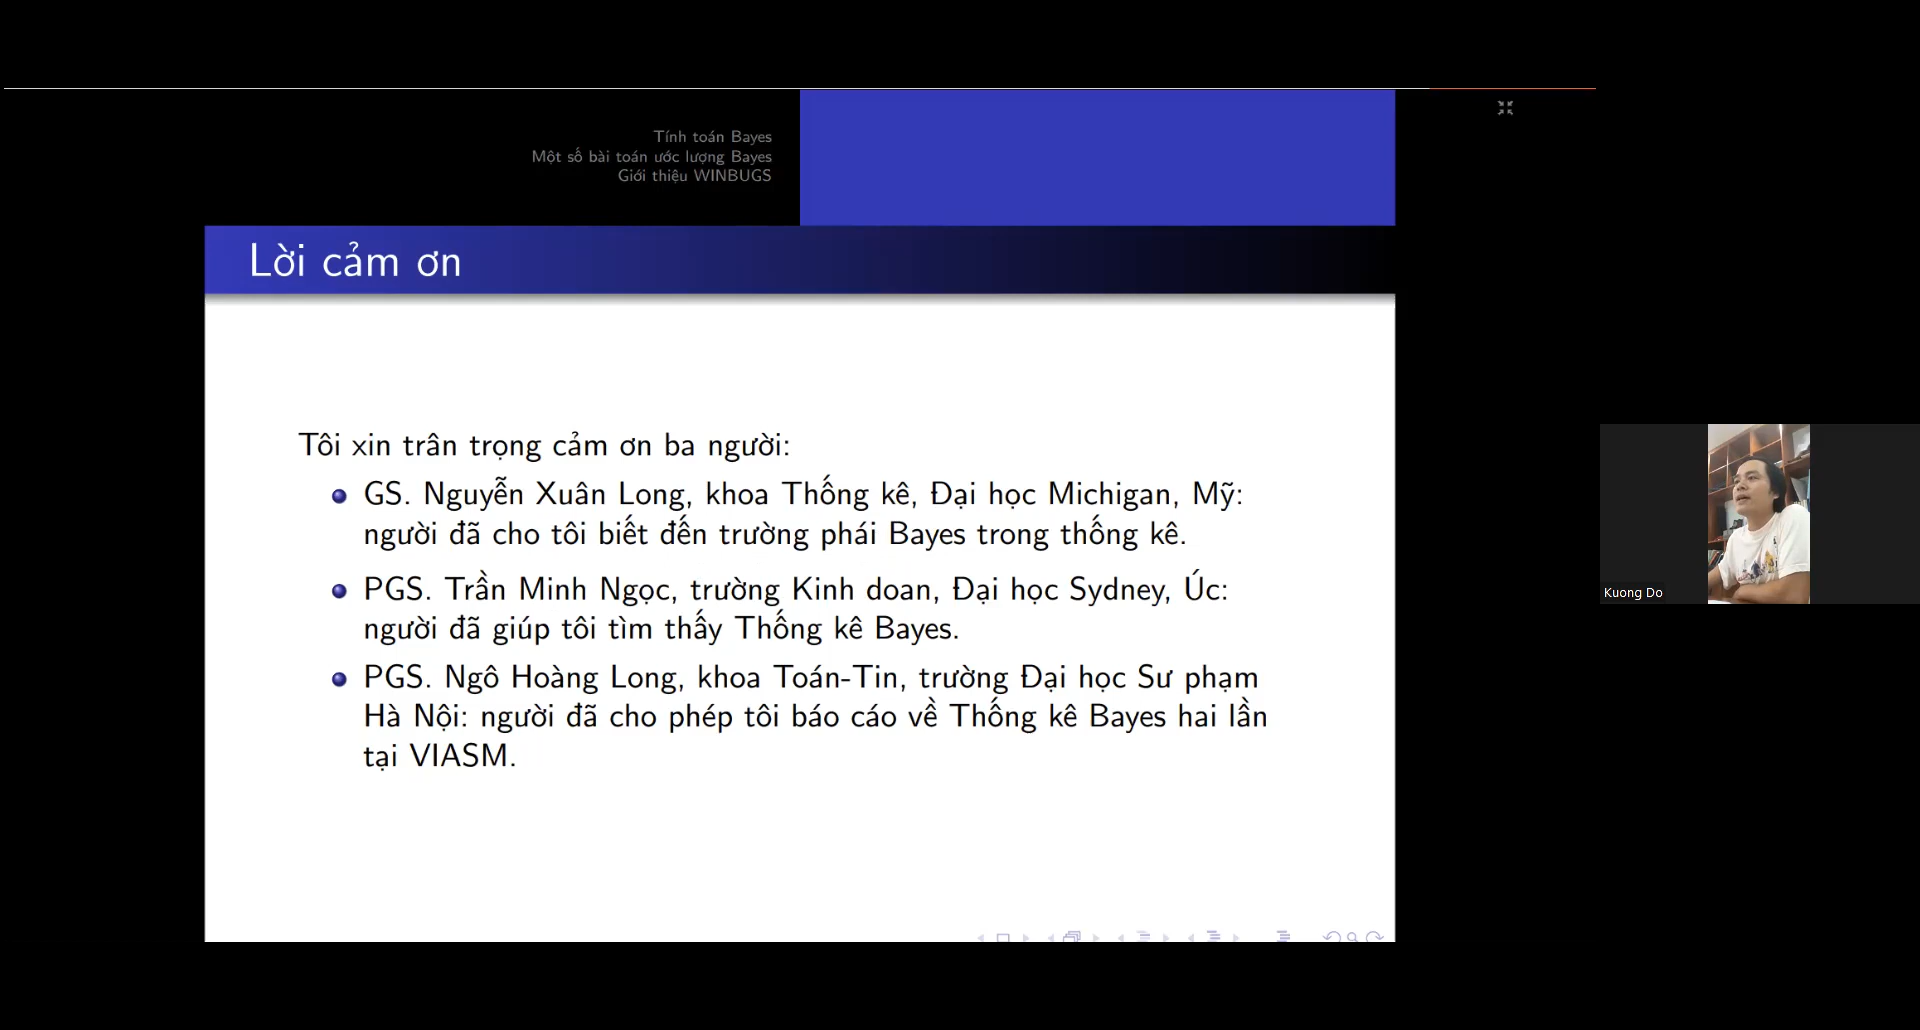 Tính toán Bayes
Một số bài toán ước lượng Bayes
Giới thiệu WINBUGS
Lời cảm ơn
Tôi xin trân trọng cảm ơn ba người:
GS. Nguyễn Xuân Long, khoa Thống kê, Đại học Michigan, Mỹ:
người đã cho tôi biết đến trường phái Bayes trong thống kê.
PGS. Trần Minh Ngọc, trường Kinh doan, Đại học Sydney, Úc:
người đã giúp tôi tìm thấy Thống kê Bayes.
PGS. Ngô Hoàng Long, khoa Toán-Tin, trường Đại học Sư phạm
Hà Nội: người đã cho phép tôi báo cáo về Thống kê Bayes hai lần
tại VIASM.
Kuong Do